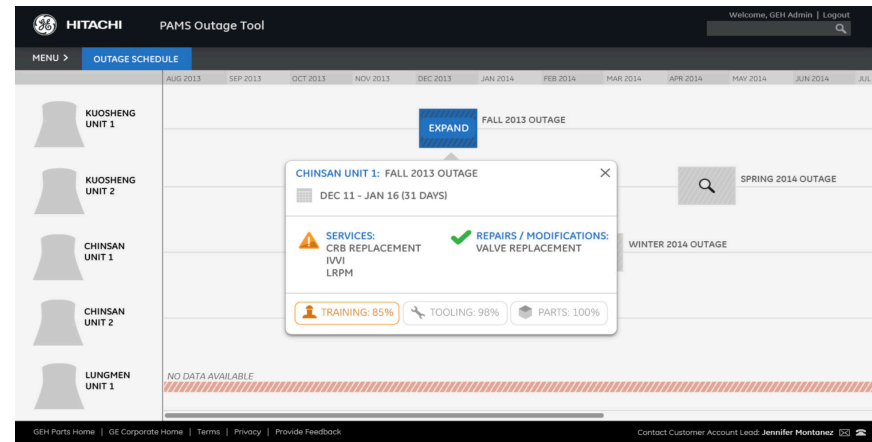 Welcome, GEH Admin | Logout
HITACHI PAMS Outage Tool
MENU > OUTAGE SCHEDULE
AUG 2013 SEP 2013 OCT 2013 NOV 2013 DEC 2013 JAN 2014 FEB 2014 MAR 2014 APR 2014 MAY 2014 JUN 2014 JUL
KUOSHENG
UNIT 1
EXPAND
FALL 2013 OUTAGE
CHINSAN UNIT 1: FALL 2013 OUTAGE
DEC 11 - JAN 16 (31 DAYS)
SERVICES:
CRB REPLACEMENT
IVVI
LRPM
REPAIRS / MODIFICATIONS:
VALVE REPLACEMENT
TRAINING: 85% TOOLING: 98% PARTS: 100%
KUOSHENG
UNIT 2
SPRING 2014 OUTAGE
CHINSAN
UNIT 1
WINTER 2014 OUTAGE
CHINSAN
UNIT 2
LUNGMEN
UNIT 1
NO DATA AVAILABLE
GEH Parts Home | GE Corporate Home | Terms | Privacy | Provide Feedback
Contact Customer Account Lead: Jennifer Montanez